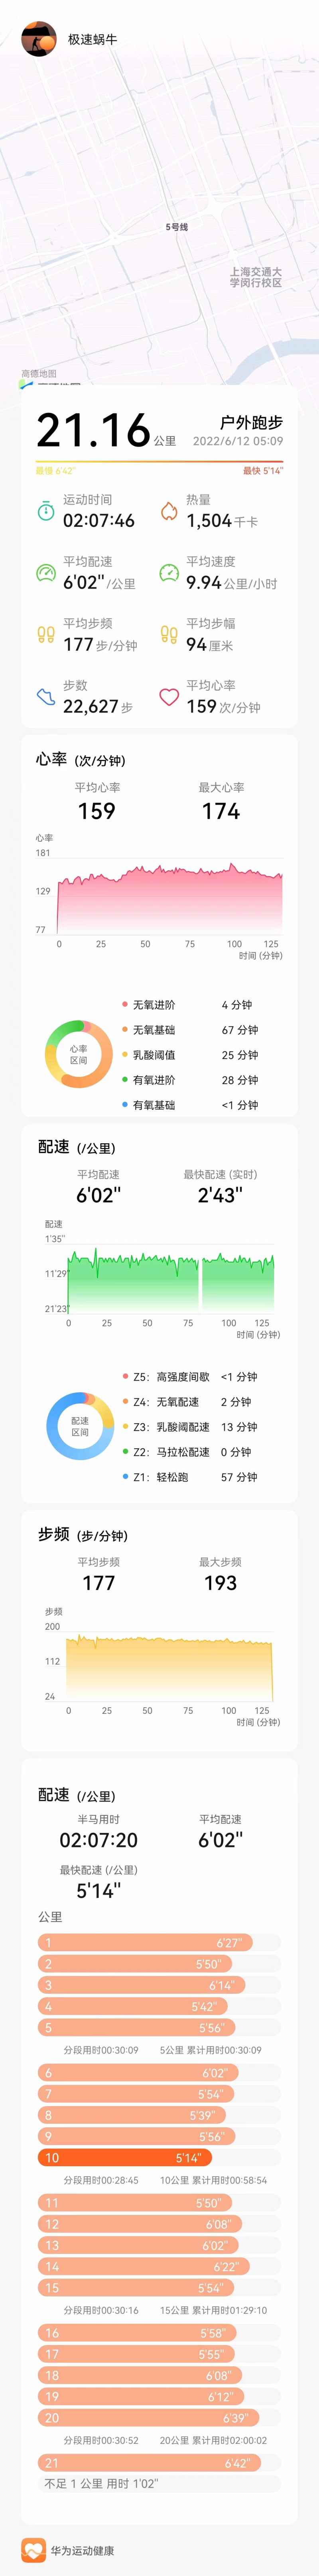 极速蜗牛
5号线
上海交通大
学闵行校区
高德地图
21.16公里
户外跑步
2022/6/12 05:09
最慢 6'42"
最快 5'14"
运动时间
02:07:46
热量
1,504千卡
平均配速
6'02"/公里
平均速度
9.94公里/小时
平均步频
177步/分钟
平均步幅
94厘米
步数
22,627步
平均心率
159次/分钟
心率 (次/分钟)
平均心率
最大心率
159
174
心率
181
129
77
0 25 50 75 100 125
时间 (分钟)
心率
区间
无氧进阶 4 分钟
无氧基础 67 分钟
乳酸阈值 25 分钟
有氧进阶 28 分钟
有氧基础 <1 分钟
配速 (/公里)
平均配速
最快配速 (实时)
6'02"
2'43"
配速
1'35"
11'29"
21'23"
0 25 50 75 100 125
时间 (分钟)
配速
区间
Z5: 高强度间歇 <1 分钟
Z4: 无氧配速 2 分钟
Z3: 乳酸阈配速 13 分钟
Z2: 马拉松配速 0 分钟
Z1: 轻松跑 57 分钟
步频 (步/分钟)
平均步频
最大步频
177
193
步频
200
112
24
0 25 50 75 100 125
时间 (分钟)
配速 (/公里)
半马用时
平均配速
02:07:20
6'02"
最快配速 (/公里)
5'14"
公里
1 6'27"
2 5'50"
3 6'14"
4 5'42"
5 5'56"
分段用时00:30:09 5公里 累计用时00:30:09
6 6'02"
7 5'54"
8 5'39"
9 5'56"
10 5'14"
分段用时00:28:45 10公里 累计用时00:58:54
11 5'50"
12 6'08"
13 6'02"
14 6'22"
15 5'54"
分段用时00:30:16 15公里 累计用时01:29:10
16 5'58"
17 5'55"
18 6'08"
19 6'12"
20 6'39"
分段用时00:30:52 20公里 累计用时02:00:02
21 6'42"
不足 1 公里 用时 1'02"
华为运动健康